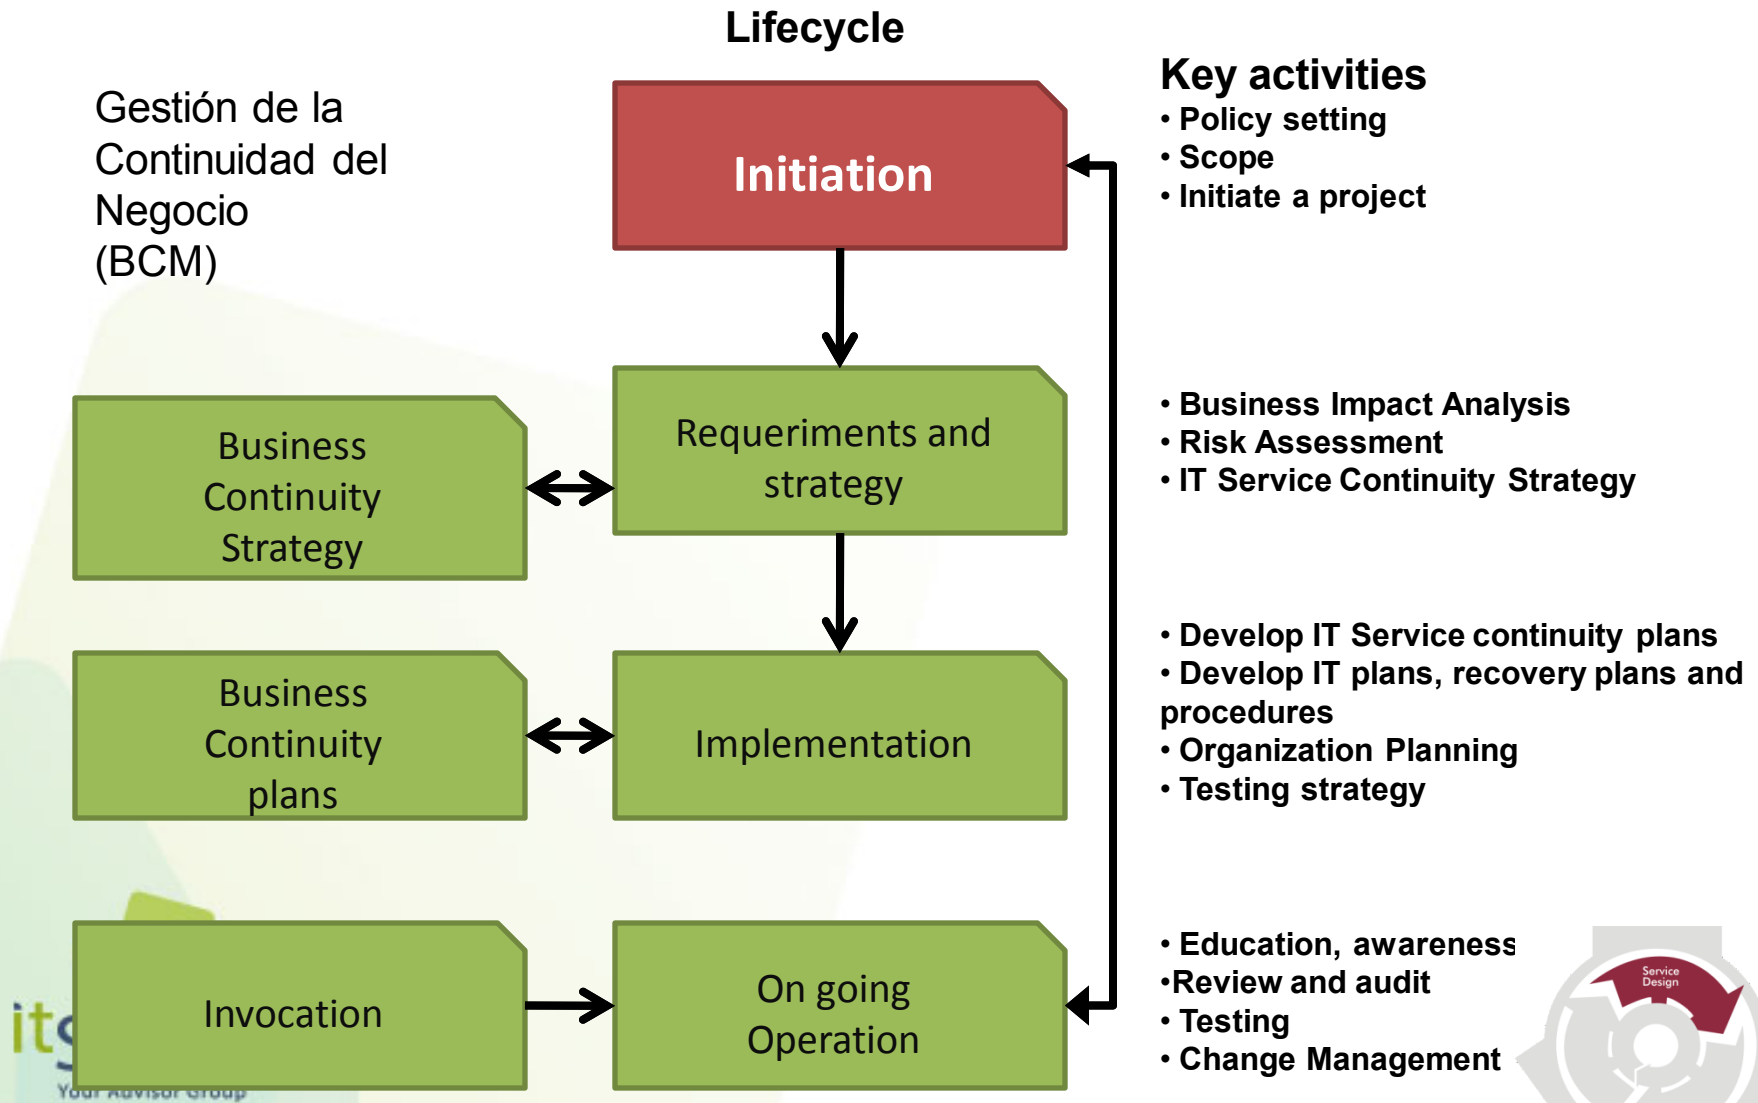 Lifecycle
Gestión de la
Continuidad del
Negocio
(BCM)
Initiation
Key activities
• Policy setting
• Scope
• Initiate a project
Business
Continuity
Strategy
Requeriments and
strategy
• Business Impact Analysis
• Risk Assessment
• IT Service Continuity Strategy
Business
Continuity
plans
Implementation
• Develop IT Service continuity plans
• Develop IT plans, recovery plans and
procedures
• Organization Planning
• Testing strategy
Invocation
On going
Operation
• Education, awareness
•Review and audit
• Testing
• Change Management
Service
Design
Your Advisor Group